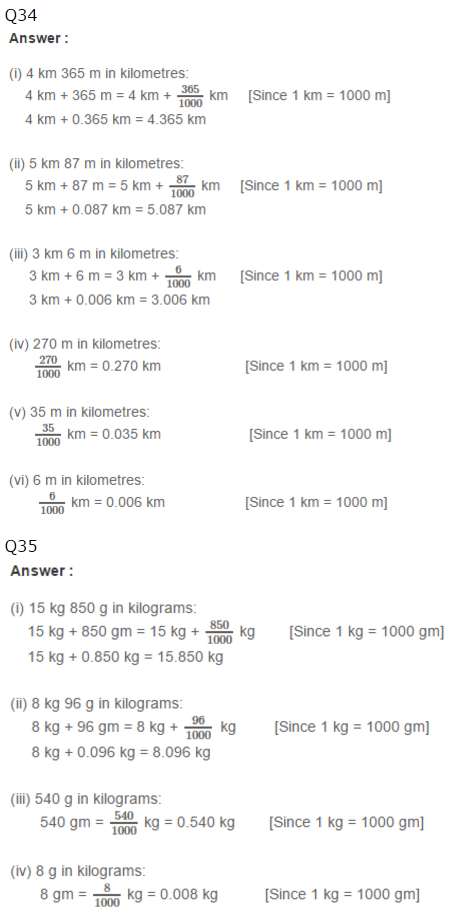 Q34
Answer :
(i) 4 km 365 m in kilometres:
4 km + 365 m = 4 km + 365/1000 km [Since 1 km = 1000 m]
4 km + 0.365 km = 4.365 km
(ii) 5 km 87 m in kilometres:
5 km + 87 m = 5 km + 87/1000 km [Since 1 km = 1000 m]
5 km + 0.087 km = 5.087 km
(iii) 3 km 6 m in kilometres:
3 km + 6 m = 3 km + 6/1000 km [Since 1 km = 1000 m]
3 km + 0.006 km = 3.006 km
(iv) 270 m in kilometres:
270/1000 km = 0.270 km [Since 1 km = 1000 m]
(v) 35 m in kilometres:
35/1000 km = 0.035 km [Since 1 km = 1000 m]
(vi) 6 m in kilometres:
6/1000 km = 0.006 km [Since 1 km = 1000 m]
Q35
Answer :
(i) 15 kg 850 g in kilograms:
15 kg + 850 gm = 15 kg + 850/1000 kg [Since 1 kg = 1000 gm]
15 kg + 0.850 kg = 15.850 kg
(ii) 8 kg 96 g in kilograms:
8 kg + 96 gm = 8 kg + 96/1000 kg [Since 1 kg = 1000 gm]
8 kg + 0.096 kg = 8.096 kg
(iii) 540 g in kilograms:
540 gm = 540/1000 kg = 0.540 kg [Since 1 kg = 1000 gm]
(iv) 8 g in kilograms:
8 gm = 8/1000 kg = 0.008 kg [Since 1 kg = 1000 gm]